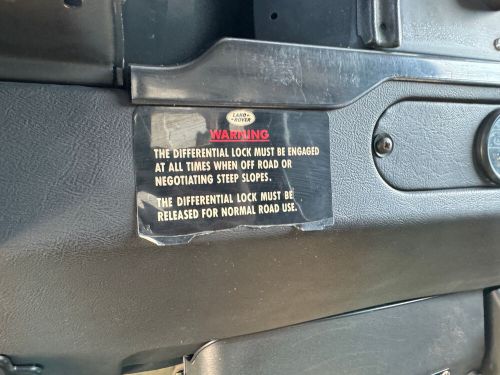 LAND-
-ROVER
WARNING
THE DIFFERENTIAL LOCK MUST BE ENGAGED
AT ALL TIMES WHEN OFF ROAD OR
NEGOTIATING STEEP SLOPES.
THE DIFFERENTIAL LOCK MUST BE
RELEASED FOR NORMAL ROAD USE.